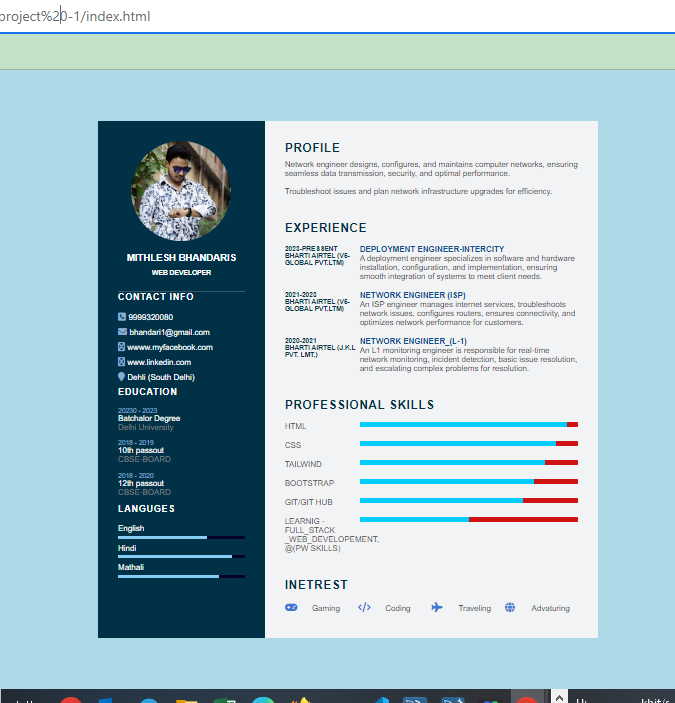 project%20-1/index.html
MITHLESH BHANDARIS
WEB DEVELOPER
CONTACT INFO
9999320080
bhandari1@gmail.com
wwww.myfacebook.com
www.linkedin.com
Dehli (South Delhi)
EDUCATION
20230 - 2023
Batchalor Degree
Delhi University
2018 - 2019
10th passout
CBSE-BOARD
2018 - 2020
12th passout
CBSE-BOARD
LANGUGES
English
Hindi
Mathali
PROFILE
Network engineer designs, configures, and maintains computer networks, ensuring
seamless data transmission, security, and optimal performance.
Troubleshoot issues and plan network infrastructure upgrades for efficiency.
EXPERIENCE
2023-PRESSENT
BHARTI AIRTEL (V5-
GLOBAL PVT.LTM)
DEPLOYMENT ENGINEER-INTERCITY
A deployment engineer specializes in software and hardware
installation, configuration, and implementation, ensuring
smooth integration of systems to meet client needs.
2021-2023
BHARTI AIRTEL (V5-
GLOBAL PVT.LTM)
NETWORK ENGINEER (ISP)
An ISP engineer manages internet services, troubleshoots
network issues, configures routers, ensures connectivity, and
optimizes network performance for customers.
2020-2021
BHARTI AIRTEL (J.K.L
PVT. LMT.)
NETWORK ENGINEER_(L-1)
An L1 monitoring engineer is responsible for real-time
network monitoring, incident detection, basic issue resolution,
and escalating complex problems for resolution.
PROFESSIONAL SKILLS
HTML
CSS
TAILWIND
BOOTSTRAP
GIT/GIT HUB
LEARNIG -
FULL_STACK
_WEB_DEVELOPEMENT,
@(PW SKILLS)
INETREST
Gaming
Coding
Traveling
Advaturing